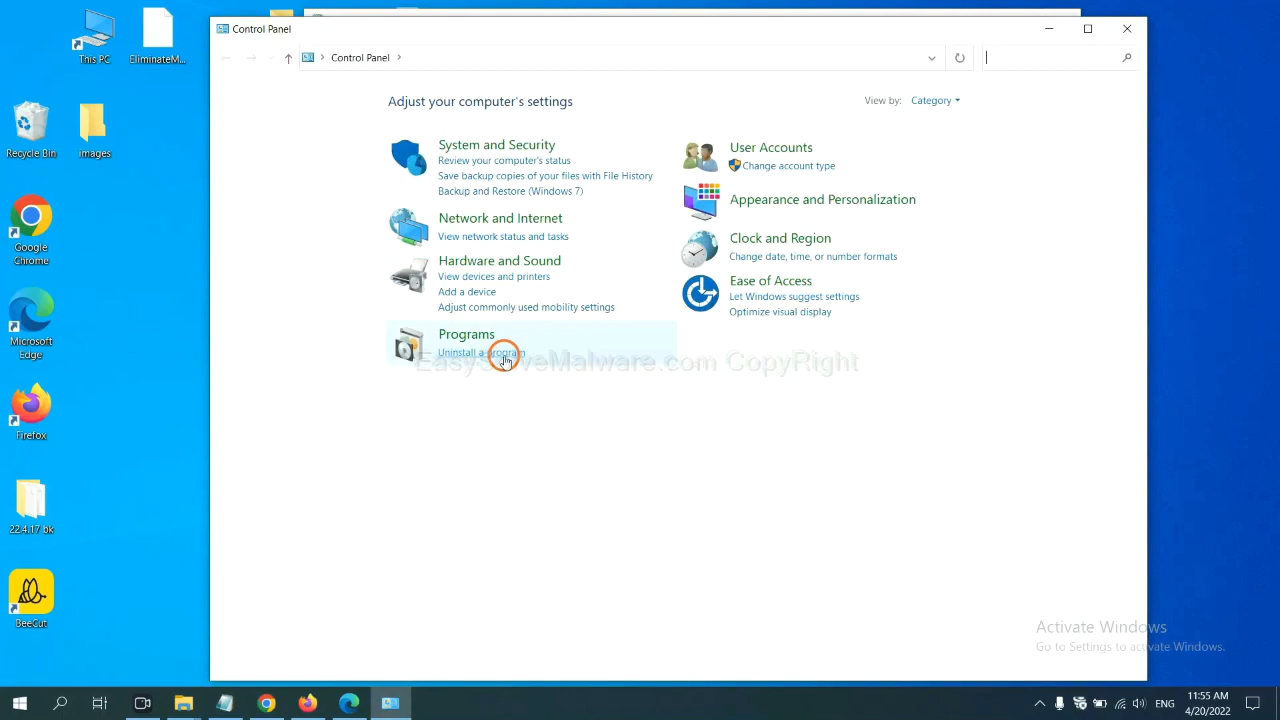 Control Panel
This PC
EliminateM...
Control Panel
Adjust your computer's settings
View by: Category
System and Security
Review your computer's status
Save backup copies of your files with File History
Backup and Restore (Windows 7)
Network and Internet
View network status and tasks
Hardware and Sound
View devices and printers
Add a device
Adjust commonly used mobility settings
Programs
Uninstall a program
User Accounts
Change account type
Appearance and Personalization
Clock and Region
Change date, time, or number formats
Ease of Access
Let Windows suggest settings
Optimize visual display
EasySolveMalware.com CopyRight
Recycle Bin
images
Google
Chrome
Microsoft
Edge
Firefox
22.4.17 bk
BeeCut
Activate Windows
Go to Settings to activate Windows.
ENG
11:55 AM
4/20/2022